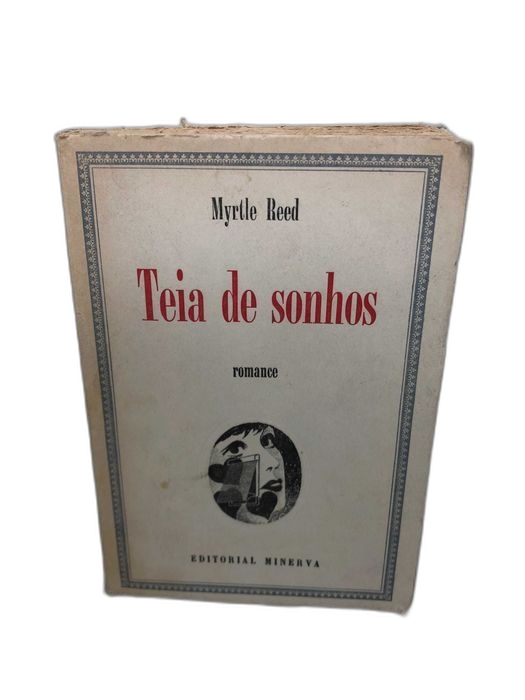 Myrtle Reed
Teia de sonhos
romance
EDITORIAL MINERVA